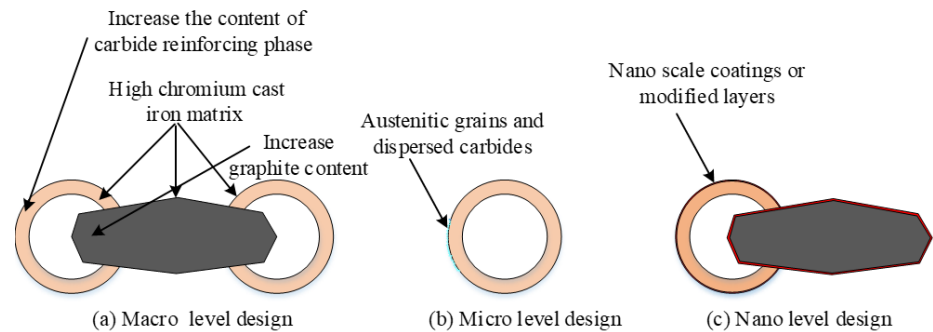 Increase the content of
carbide reinforcing phase
High chromium cast
iron matrix
Increase
graphite content
(a) Macro level design
Austenitic grains and
dispersed carbides
(b) Micro level design
Nano scale coatings or
modified layers
(c) Nano level design